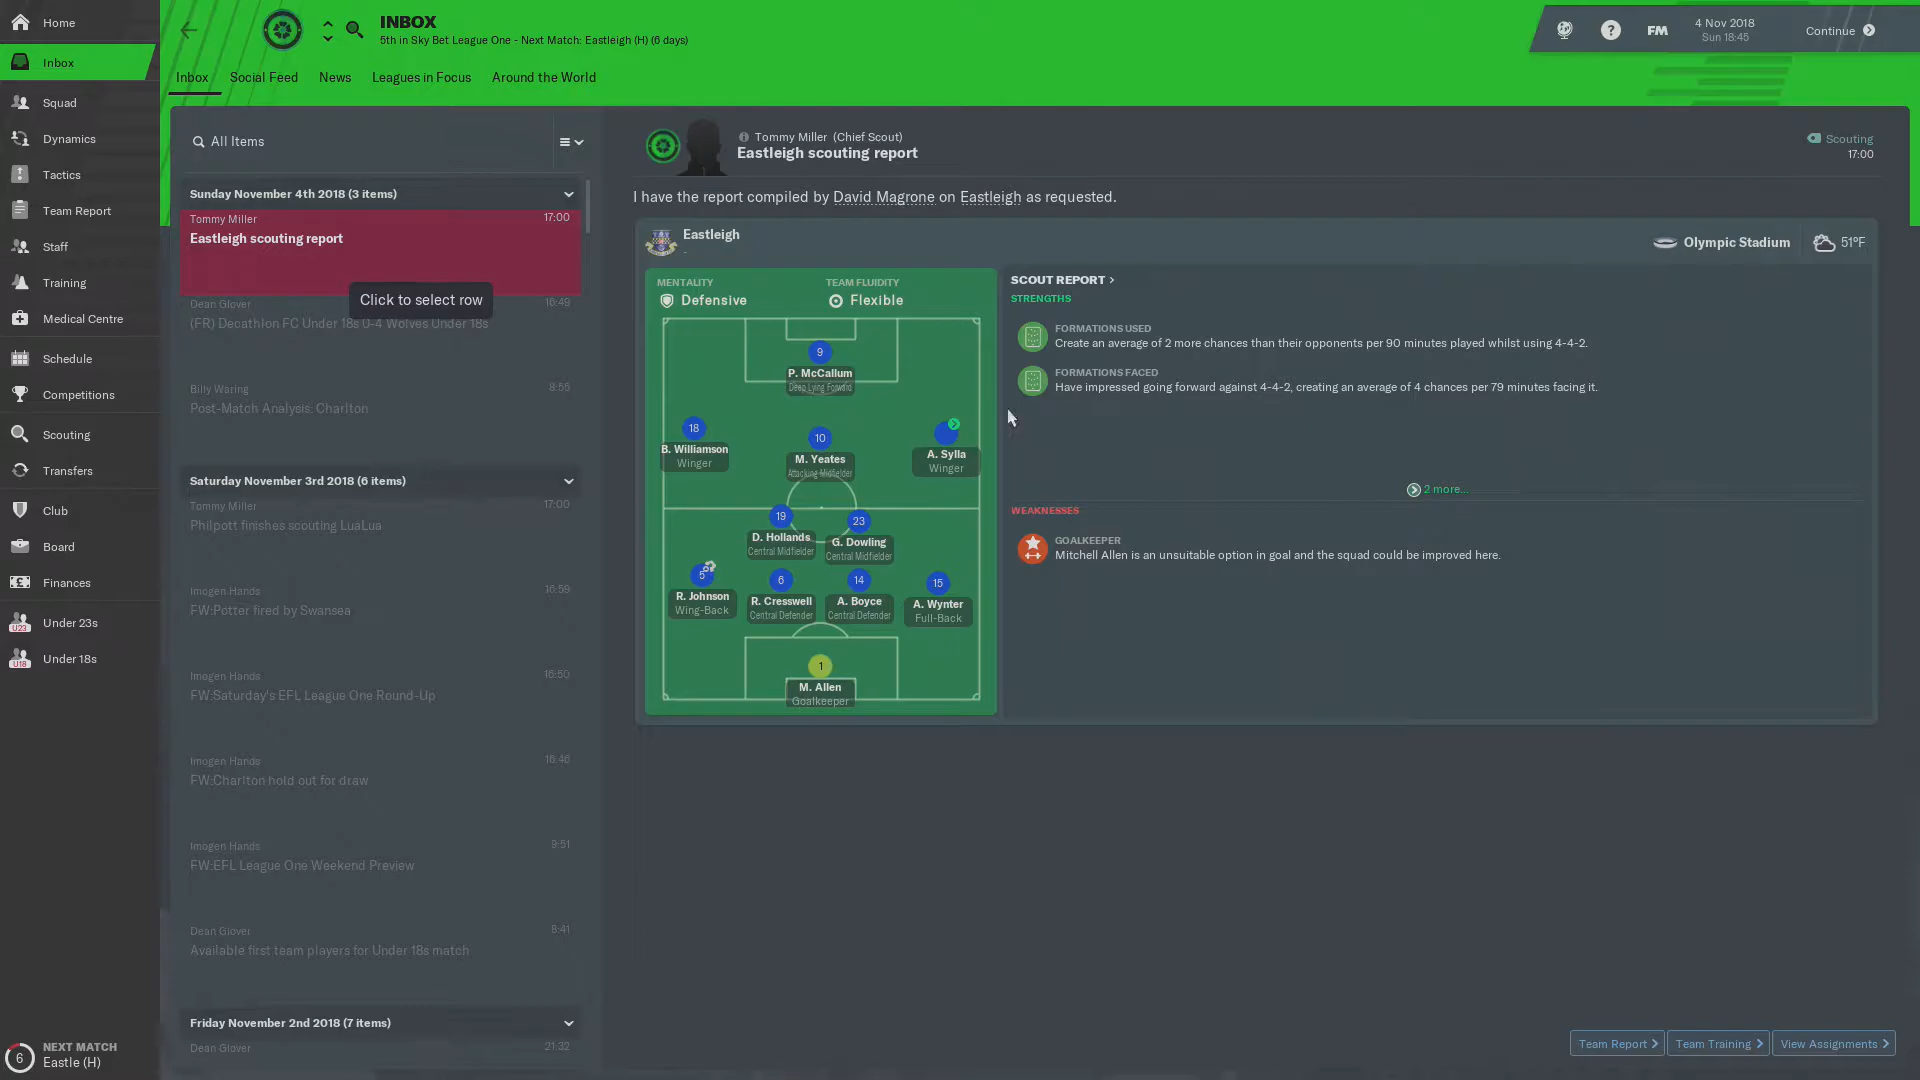 Home
Inbox
Squad
Dynamics
Tactics
Team Report
Staff
Training
Medical Centre
Schedule
Competitions
Scouting
Transfers
Club
Board
Finances
U23
Under 23s
U18
Under 18s
6
NEXT MATCH
Eastle (H)
INBOX
5th in Sky Bet League One - Next Match: Eastleigh (H) (6 days)
?
FM
4 Nov 2018
Sun 18:45
Continue
Inbox
Social Feed
News
Leagues in Focus
Around the World
All Items
Sunday November 4th 2018 (3 items)
Tommy Miller
17:00
Eastleigh scouting report
Click to select row
Dean Glover
16:49
(FR) Decathlon FC Under 18s 0-4 Wolves Under 18s
Billy Waring
8:55
Post-Match Analysis: Charlton
Saturday November 3rd 2018 (6 items)
Tommy Miller
17:00
Philpott finishes scouting LuaLua
Imogen Hands
16:59
FW:Potter fired by Swansea
Imogen Hands
16:50
FW:Saturday's EFL League One Round-Up
Imogen Hands
16:46
FW:Charlton hold out for draw
Imogen Hands
9:51
FW:EFL League One Weekend Preview
Dean Glover
8:41
Available first team players for Under 18s match
Friday November 2nd 2018 (7 items)
Dean Glover
21:32
Tommy Miller (Chief Scout)
Eastleigh scouting report
Scouting
17:00
I have the report compiled by David Magrone on Eastleigh as requested.
Eastleigh
-
Olympic Stadium
51°F
MENTALITY
Defensive
TEAM FLUIDITY
Flexible
9
P. McCallum
Deep Lying Forward
18
B. Williamson
Winger
10
M. Yeates
Attacking Midfielder
A. Sylla
Winger
19
D. Hollands
Central Midfielder
23
G. Dowling
Central Midfielder
5
R. Johnson
Wing-Back
6
R. Cresswell
Central Defender
14
A. Boyce
Central Defender
15
A. Wynter
Full-Back
1
M. Allen
Goalkeeper
SCOUT REPORT >
STRENGTHS
FORMATIONS USED
Create an average of 2 more chances than their opponents per 90 minutes played whilst using 4-4-2.
FORMATIONS FACED
Have impressed going forward against 4-4-2, creating an average of 4 chances per 79 minutes facing it.
2 more...
WEAKNESSES
GOALKEEPER
Mitchell Allen is an unsuitable option in goal and the squad could be improved here.
Team Report >
Team Training >
View Assignments >